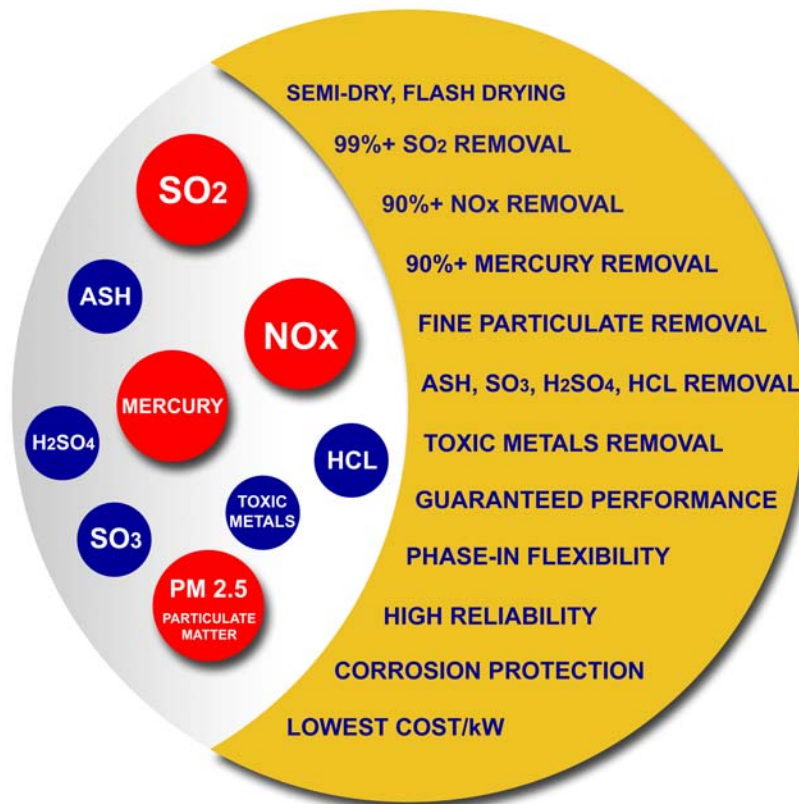 SO2
ASH
NOx
MERCURY
H2SO4
HCL
TOXIC
METALS
SO3
PM 2.5
PARTICULATE
MATTER
SEMI-DRY, FLASH DRYING
99%+ SO2 REMOVAL
90%+ NOx REMOVAL
90%+ MERCURY REMOVAL
FINE PARTICULATE REMOVAL
ASH, SO3, H2SO4, HCL REMOVAL
TOXIC METALS REMOVAL
GUARANTEED PERFORMANCE
PHASE-IN FLEXIBILITY
HIGH RELIABILITY
CORROSION PROTECTION
LOWEST COST/kW